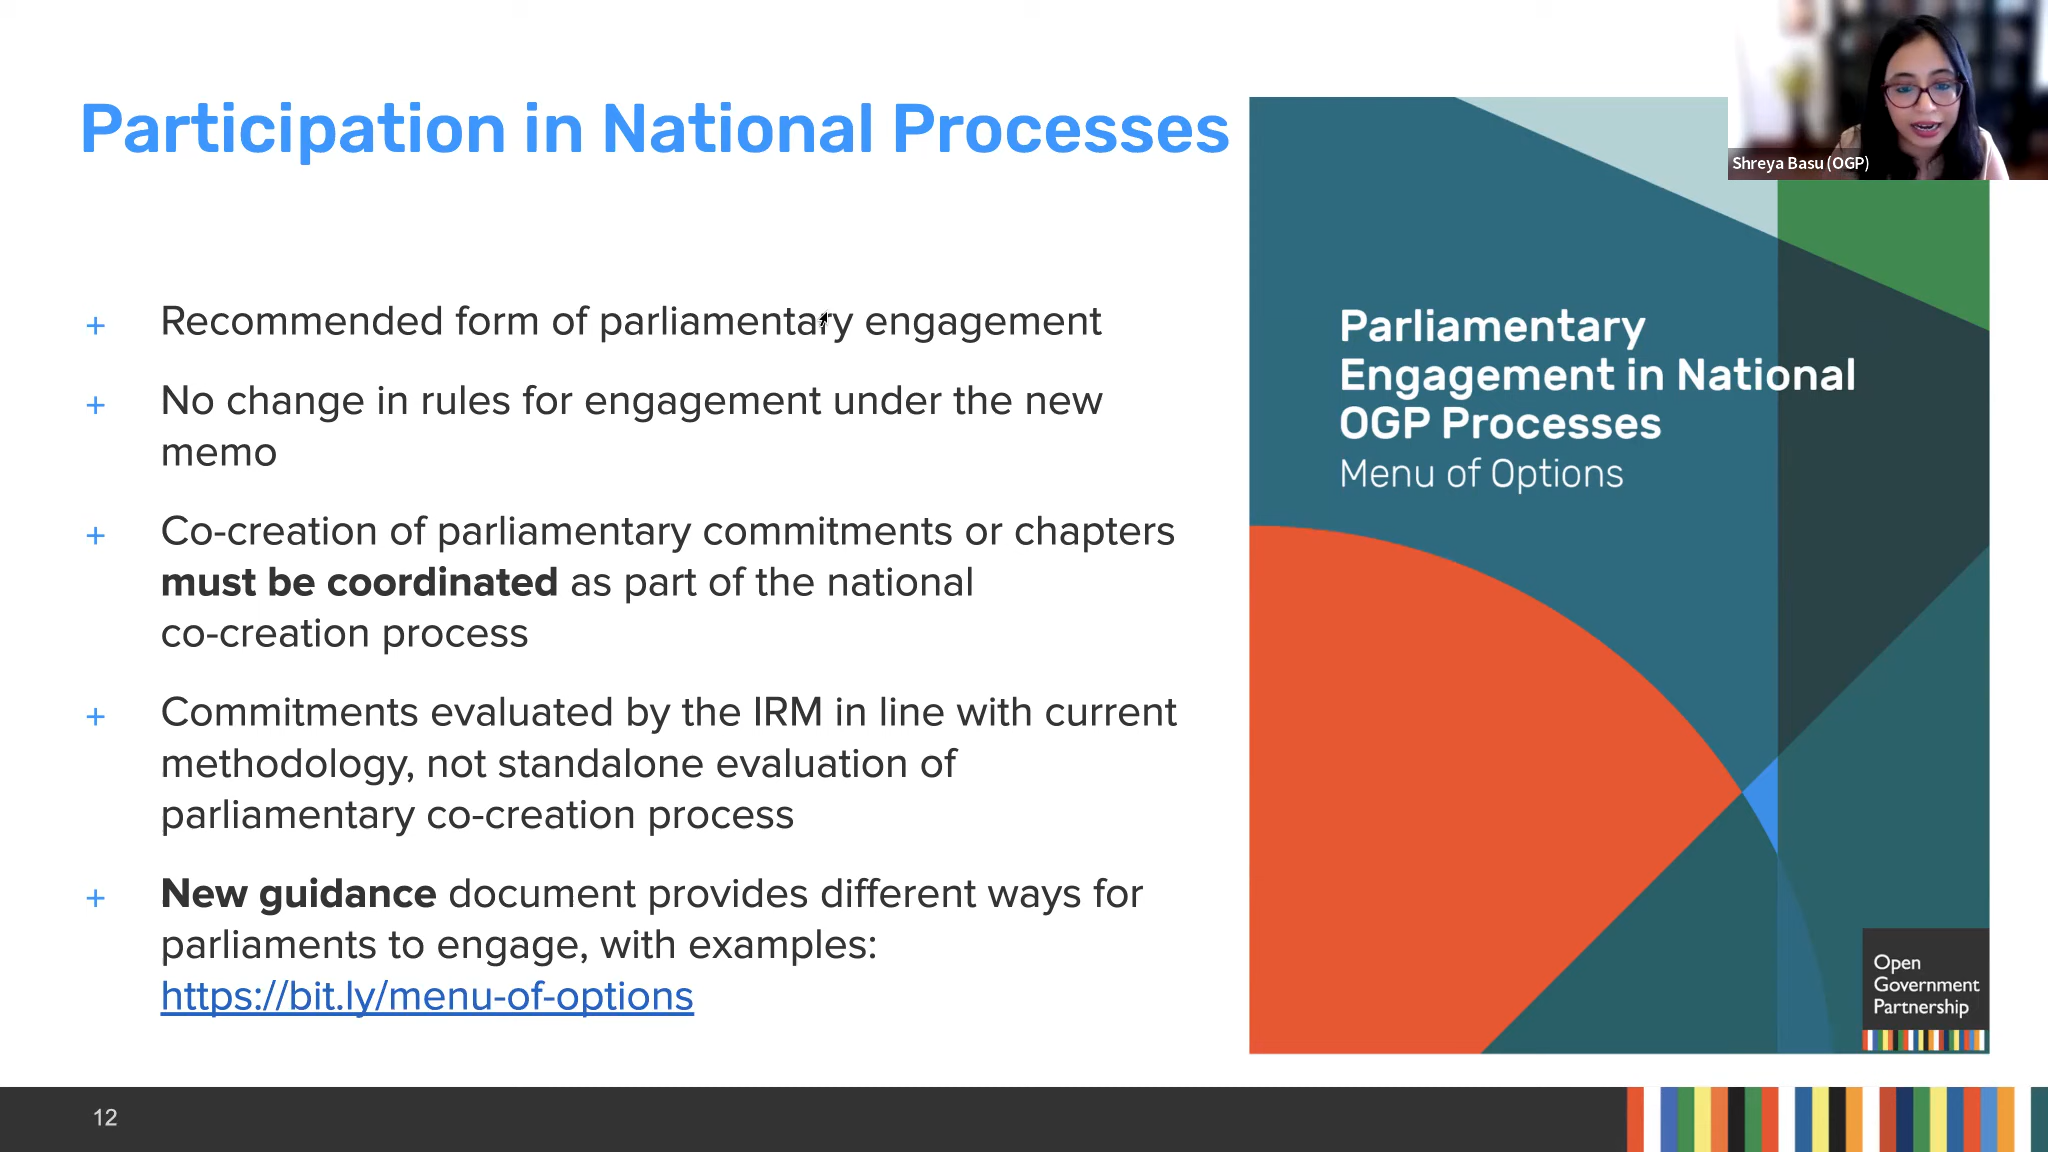 Participation in National Processes
Shreya Basu (OGP)
+ Recommended form of parliamentary engagement
+ No change in rules for engagement under the new
memo
+ Co-creation of parliamentary commitments or chapters
must be coordinated as part of the national
co-creation process
+ Commitments evaluated by the IRM in line with current
methodology, not standalone evaluation of
parliamentary co-creation process
+ New guidance document provides different ways for
parliaments to engage, with examples:
https://bit.ly/menu-of-options
Parliamentary
Engagement in National
OGP Processes
Menu of Options
Open
Government
Partnership
12